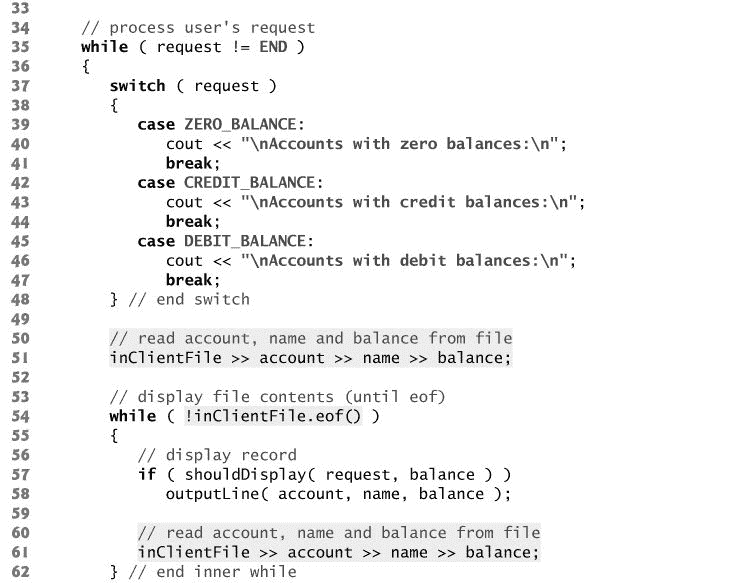 33
34 // process user's request
35 while ( request != END )
36 {
37 switch ( request )
38 {
39 case ZERO_BALANCE:
40 cout << "\nAccounts with zero balances:\n";
41 break;
42 case CREDIT_BALANCE:
43 cout << "\nAccounts with credit balances:\n";
44 break;
45 case DEBIT_BALANCE:
46 cout << "\nAccounts with debit balances:\n";
47 break;
48 } // end switch
49
50 // read account, name and balance from file
51 inClientFile >> account >> name >> balance;
52
53 // display file contents (until eof)
54 while ( !inClientFile.eof() )
55 {
56 // display record
57 if ( shouldDisplay( request, balance ) )
58 outputLine( account, name, balance );
59
60 // read account, name and balance from file
61 inClientFile >> account >> name >> balance;
62 } // end inner while